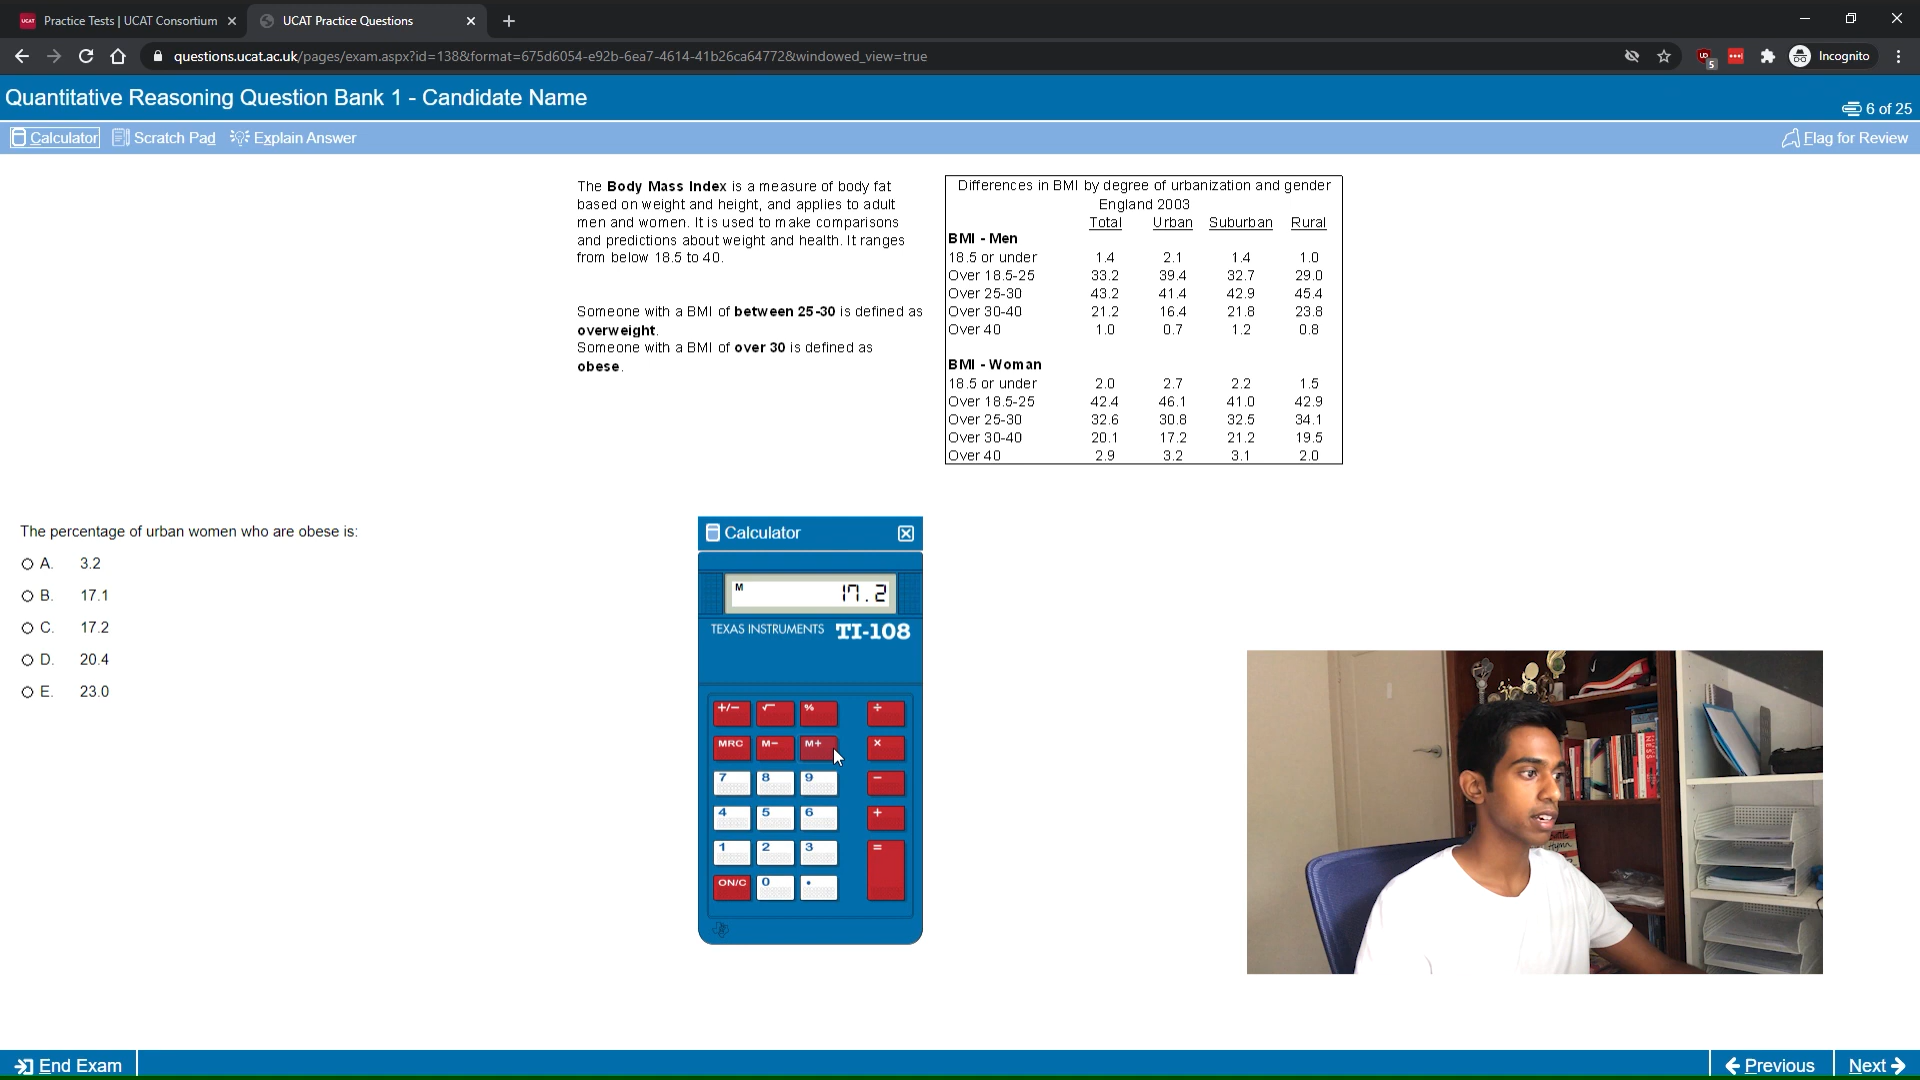 Practice Tests | UCAT Consortium
UCAT Practice Questions
questions.ucat.ac.uk/pages/exam.aspx?id=138&format=675d6054-e92b-6ea7-4614-41b26ca64772&windowed_view=true
5
Incognito
Quantitative Reasoning Question Bank 1 - Candidate Name
6 of 25
Calculator
Scratch Pad
Explain Answer
Flag for Review
The Body Mass Index is a measure of body fat
based on weight and height, and applies to adult
men and women. It is used to make comparisons
and predictions about weight and health. It ranges
from below 18.5 to 40.
Someone with a BMI of between 25-30 is defined as
overweight.
Someone with a BMI of over 30 is defined as
obese.
Differences in BMI by degree of urbanization and gender
England 2003
Total Urban Suburban Rural
BMI - Men
18.5 or under 1.4 2.1 1.4 1.0
Over 18.5-25 33.2 39.4 32.7 29.0
Over 25-30 43.2 41.4 42.9 45.4
Over 30-40 21.2 16.4 21.8 23.8
Over 40 1.0 0.7 1.2 0.8
BMI - Woman
18.5 or under 2.0 2.7 2.2 1.5
Over 18.5-25 42.4 46.1 41.0 42.9
Over 25-30 32.6 30.8 32.5 34.1
Over 30-40 20.1 17.2 21.2 19.5
Over 40 2.9 3.2 3.1 2.0
The percentage of urban women who are obese is:
A. 3.2
B. 17.1
C. 17.2
D. 20.4
E. 23.0
Calculator
M 17.2
TEXAS INSTRUMENTS TI-108
+/− √ % ÷
MRC M− M+ ×
7 8 9 −
4 5 6 +
1 2 3 =
ON/C 0 .
End Exam
Previous
Next